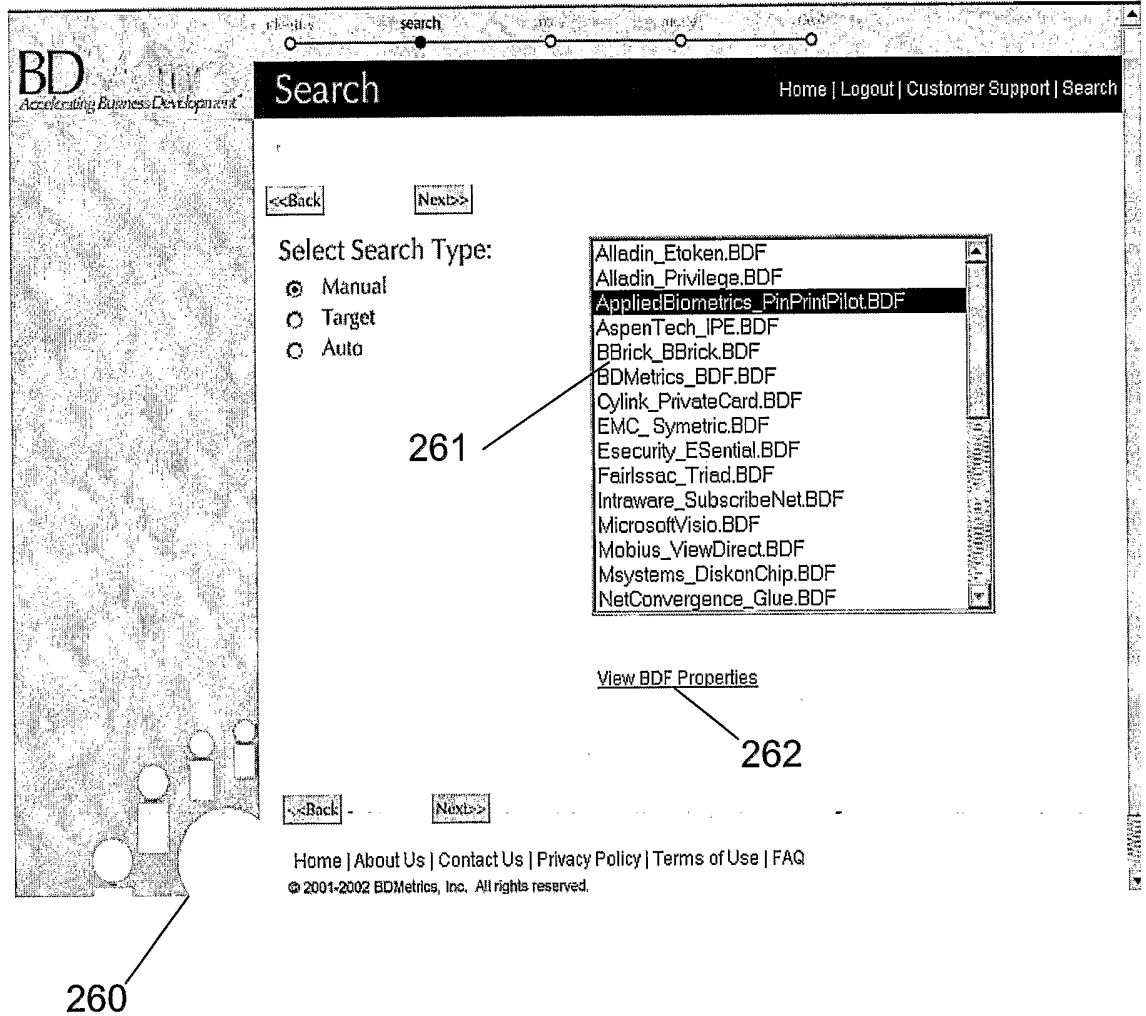 search
BD
Accelerating Business Development
Search
Home | Logout | Customer Support | Search
<<Back
Next>>
Select Search Type:
Manual
Target
Auto
Alladin_Etoken.BDF
Alladin_Privilege.BDF
AppliedBiometrics_PinPrintPilot.BDF
AspenTech_IPE.BDF
BBrick_BBrick.BDF
BDMetrics_BDF.BDF
Cylink_PrivateCard.BDF
EMC_ Symetric.BDF
Esecurity_ESential.BDF
FairIssac_Triad.BDF
Intraware_SubscribeNet.BDF
MicrosoftVisio.BDF
Mobius_ViewDirect.BDF
Msystems_DiskonChip.BDF
NetConvergence_Glue.BDF
261
View BDF Properties
262
<<Back
Next>>
Home | About Us | Contact Us | Privacy Policy | Terms of Use | FAQ
© 2001-2002 BDMetrics, Inc. All rights reserved.
260